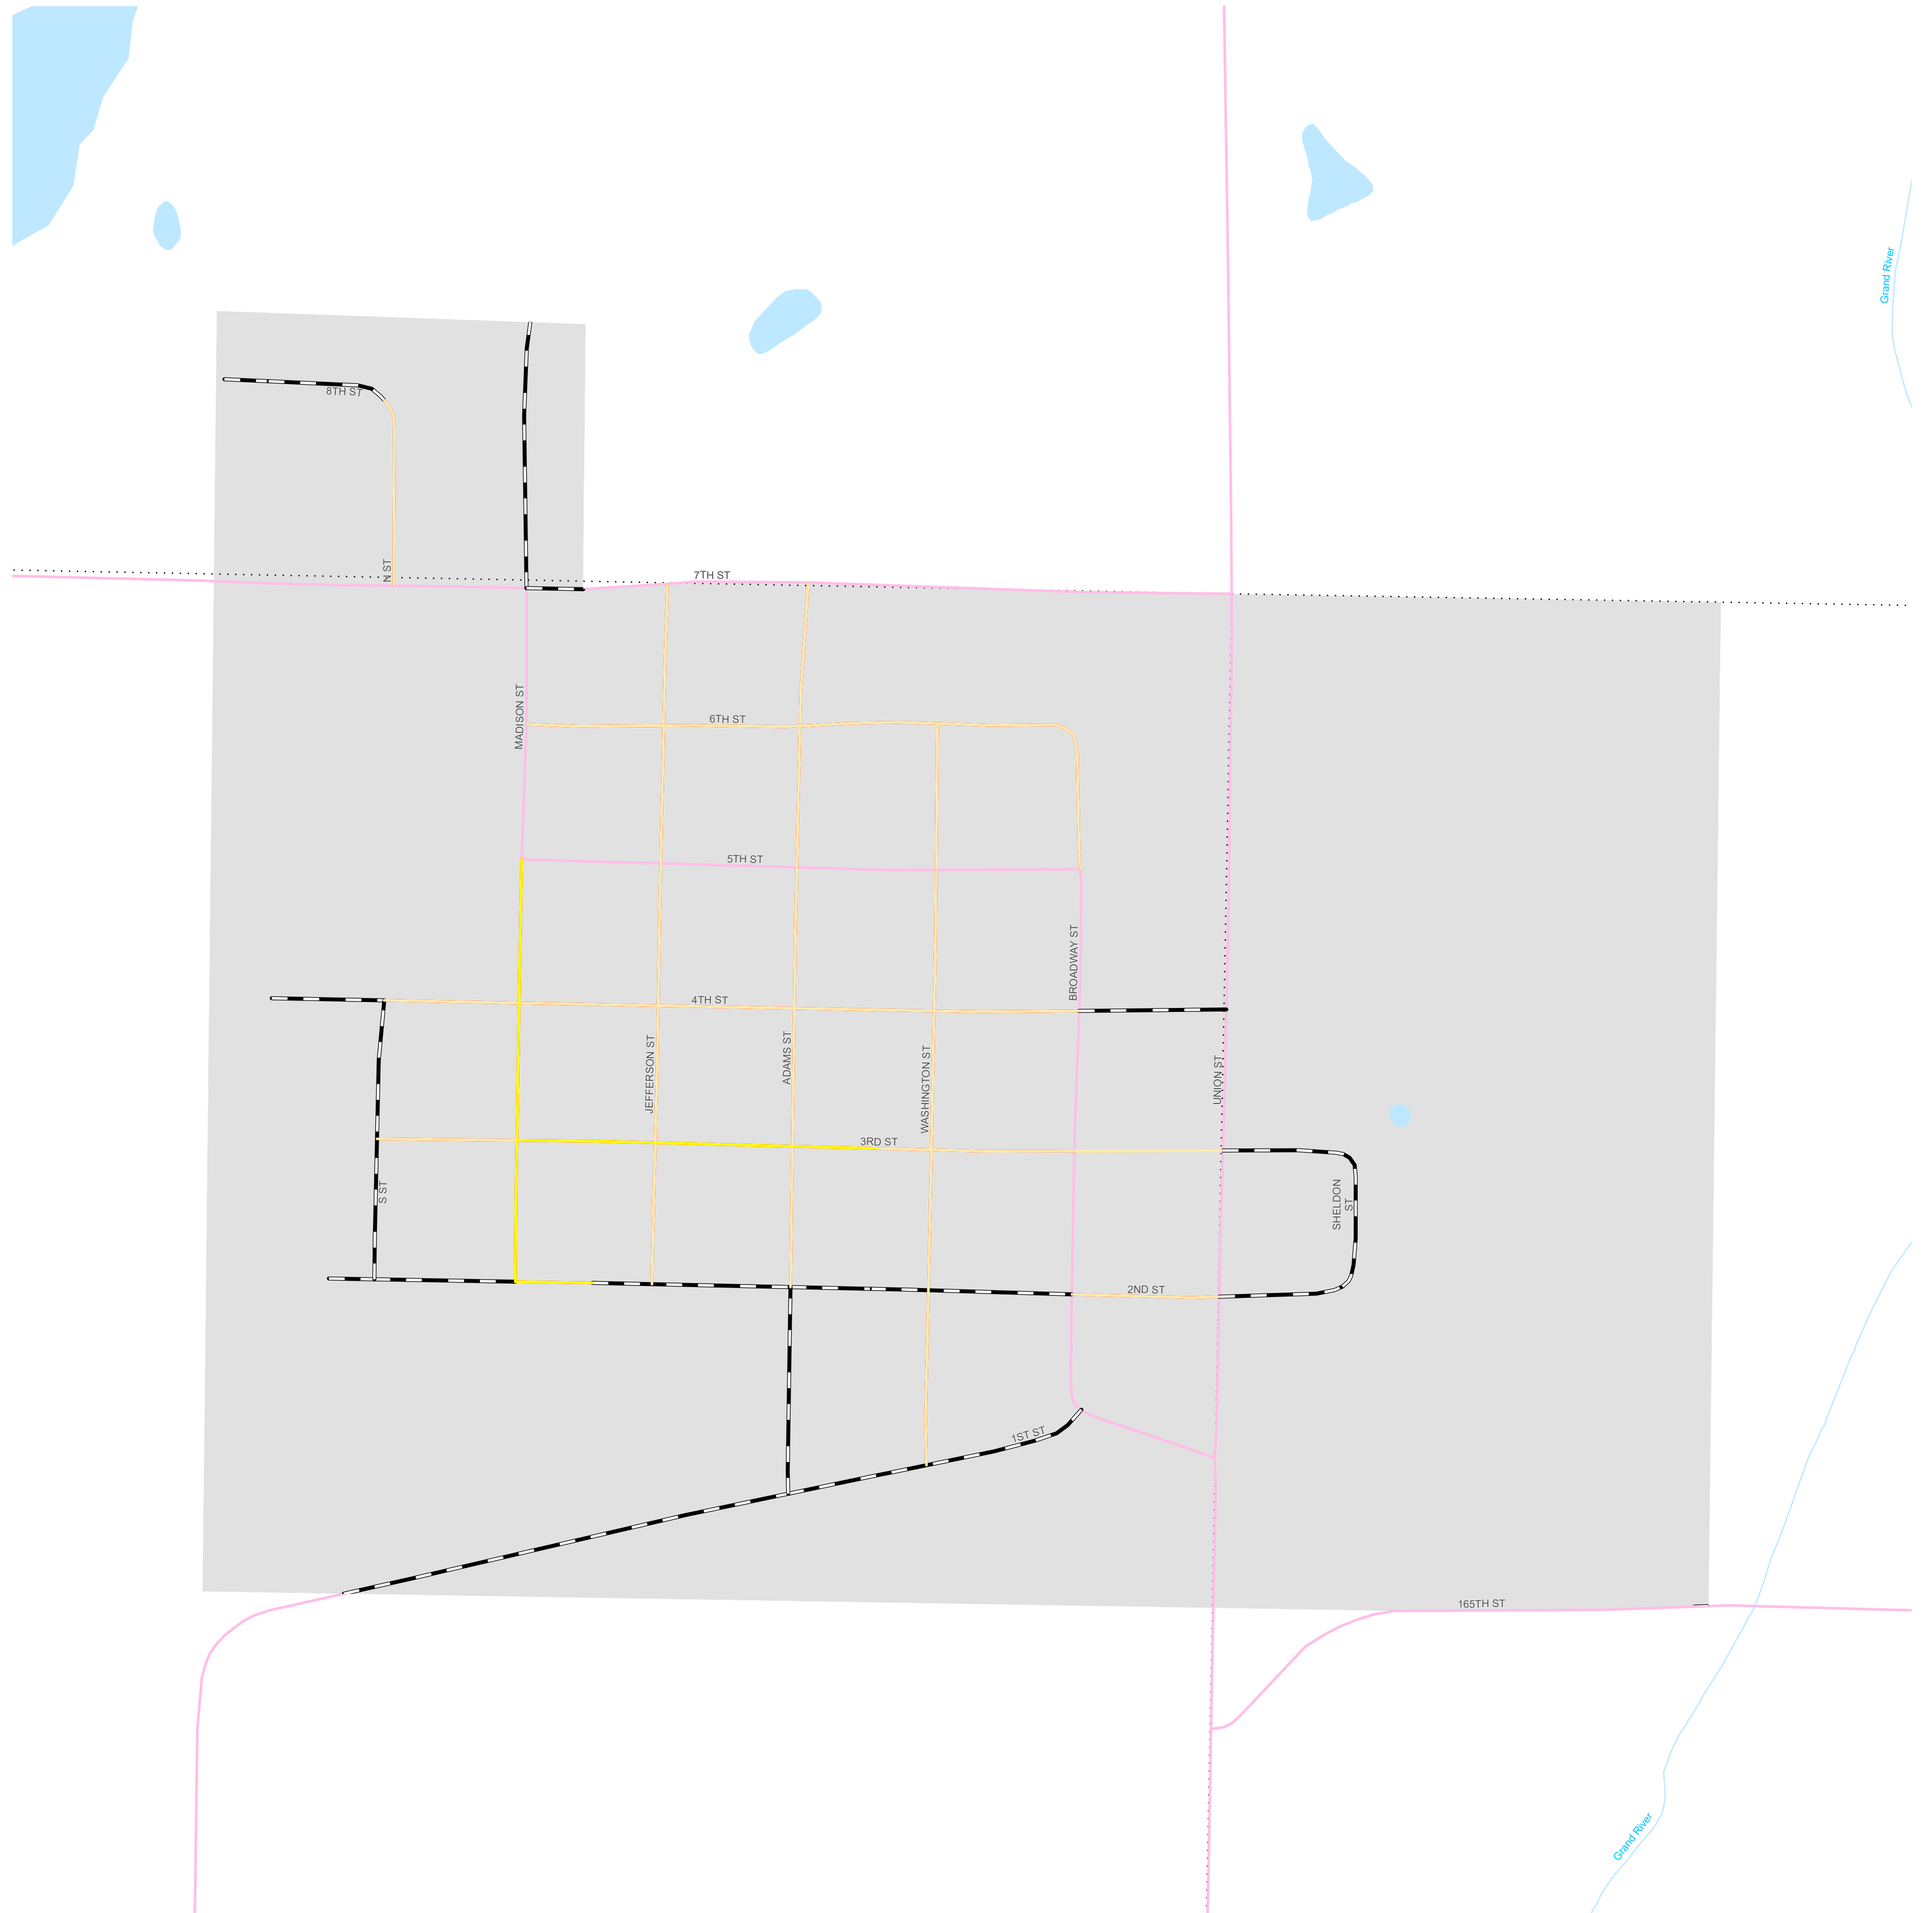 Grand River
8TH ST
N ST
7TH ST
MADISON ST
6TH ST
5TH ST
BROADWAY ST
4TH ST
JEFFERSON ST
ADAMS ST
WASHINGTON ST
UNION ST
3RD ST
S ST
SHELDON
ST
2ND ST
1ST ST
165TH ST
Grand River